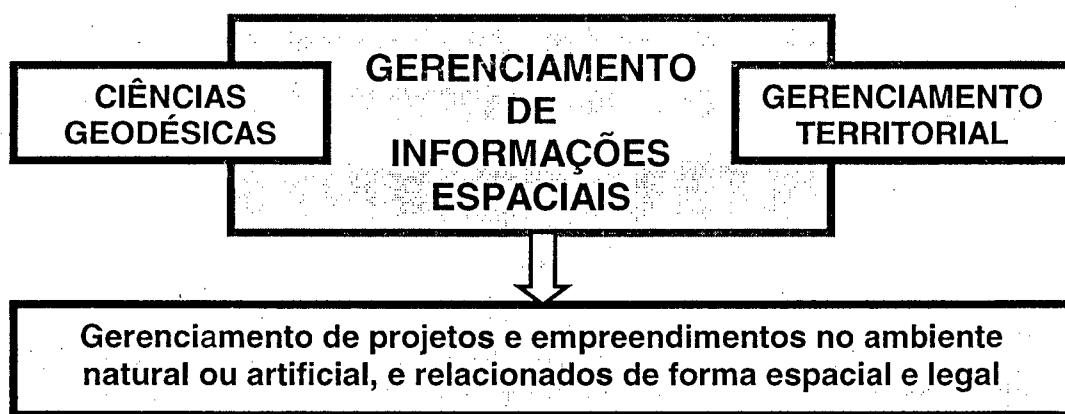 CIÊNCIAS
GEODÉSICAS
GERENCIAMENTO
DE
INFORMAÇÕES
ESPACIAIS
GERENCIAMENTO
TERRITORIAL
Gerenciamento de projetos e empreendimentos no ambiente
natural ou artificial, e relacionados de forma espacial e legal